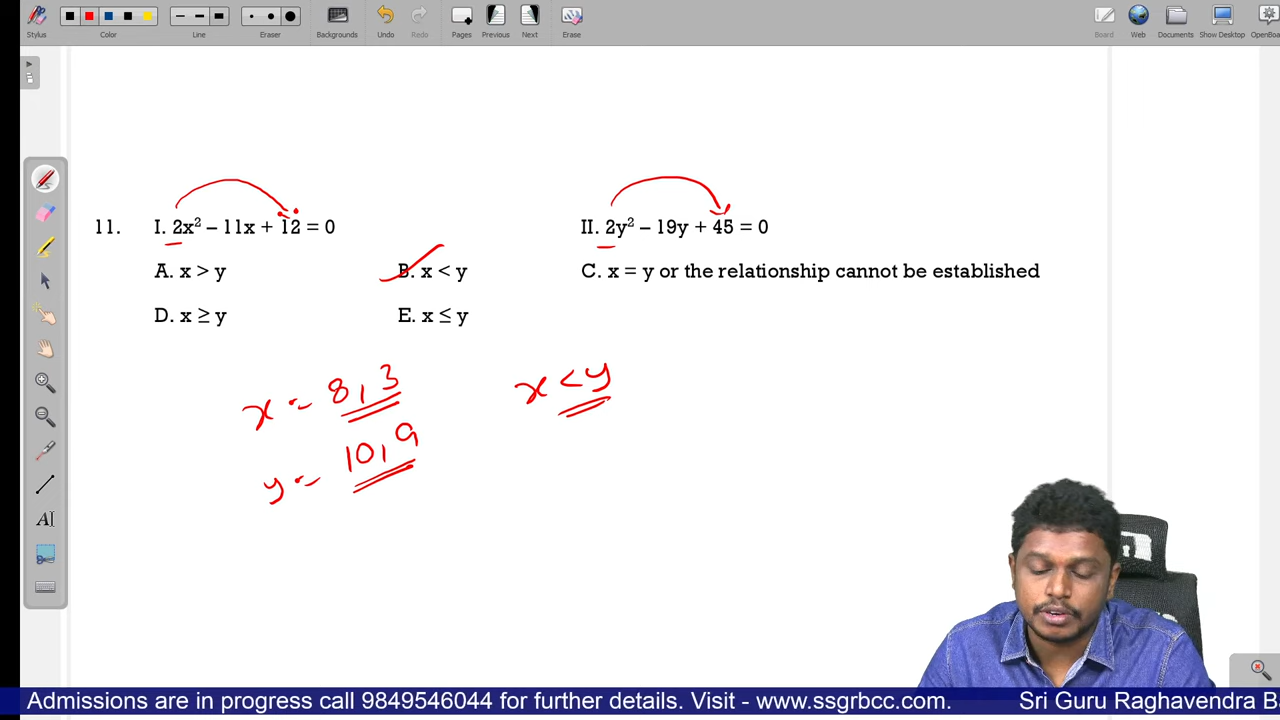 Stylus Color Line Eraser Backgrounds Undo Redo Pages Previous Next Erase Board Web Documents Show Desktop OpenBoa
11. I. 2x² – 11x + 12 = 0 II. 2y² – 19y + 45 = 0
A. x > y B. x < y C. x = y or the relationship cannot be established
D. x ≥ y E. x ≤ y
x = 8, 3 x < y
y = 10, 9
Admissions are in progress call 9849546044 for further details. Visit - www.ssgrbcc.com. Sri Guru Raghavendra B